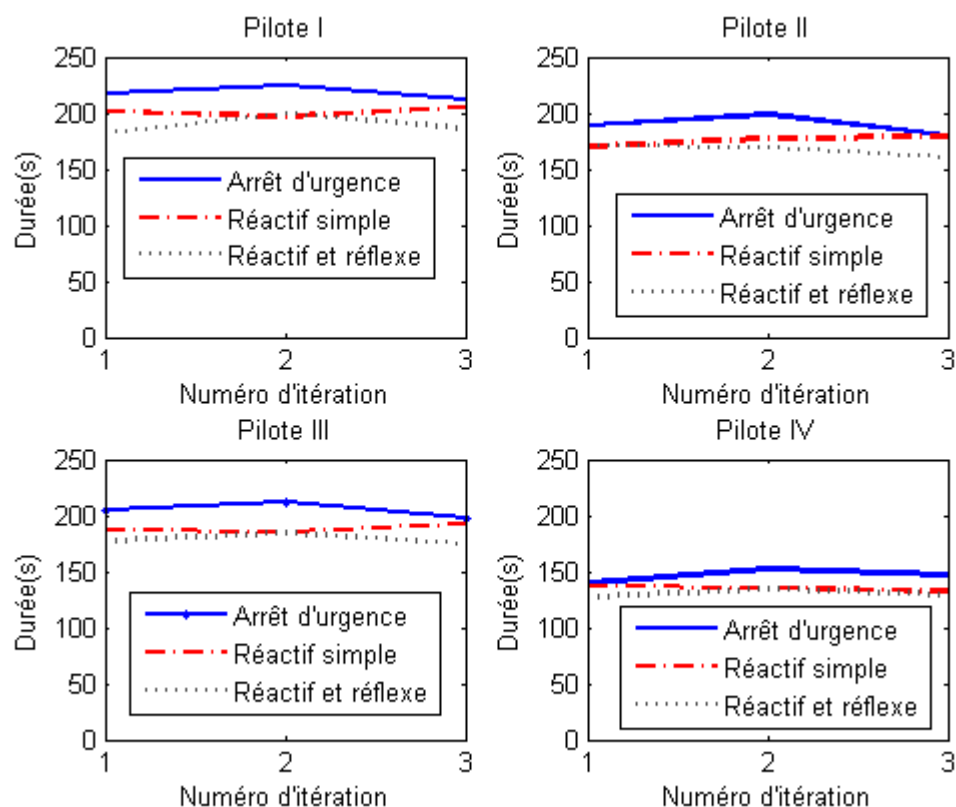 Pilote I
250
200
150
100
50
0
Durée(s)
Arrêt d'urgence
Réactif simple
Réactif et réflexe
1 2 3
Numéro d'itération
Pilote II
250
200
150
100
50
0
Durée(s)
Arrêt d'urgence
Réactif simple
Réactif et réflexe
1 2 3
Numéro d'itération
Pilote III
250
200
150
100
50
0
Durée(s)
Arrêt d'urgence
Réactif simple
Réactif et réflexe
1 2 3
Numéro d'itération
Pilote IV
250
200
150
100
50
0
Durée(s)
Arrêt d'urgence
Réactif simple
Réactif et réflexe
1 2 3
Numéro d'itération